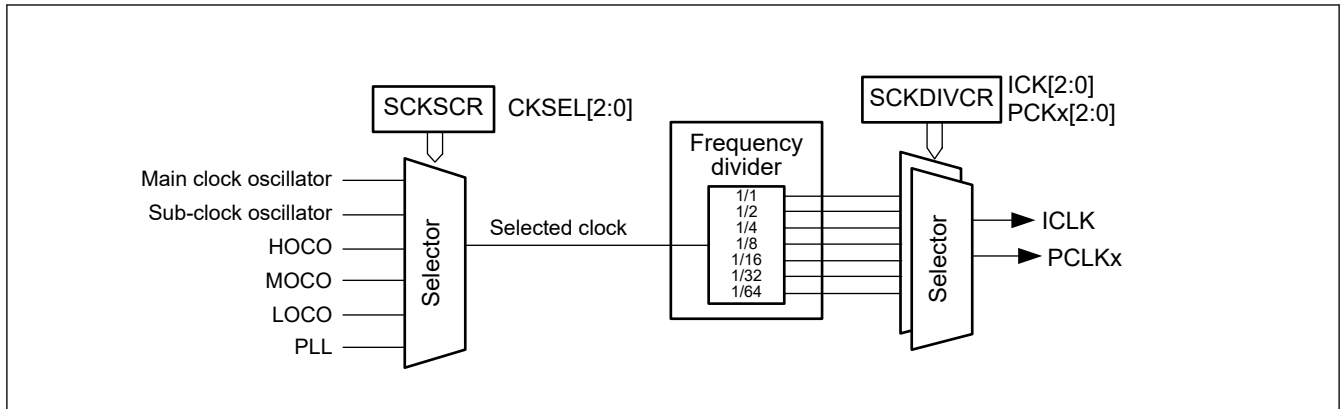 SCKSCR
CKSEL[2:0]
SCKDIVCR
ICK[2:0]
PCKx[2:0]
Main clock oscillator
Sub-clock oscillator
HOCO
MOCO
LOCO
PLL
Selector
Selected clock
Frequency
divider
1/1
1/2
1/4
1/8
1/16
1/32
1/64
Selector
ICLK
PCLKx